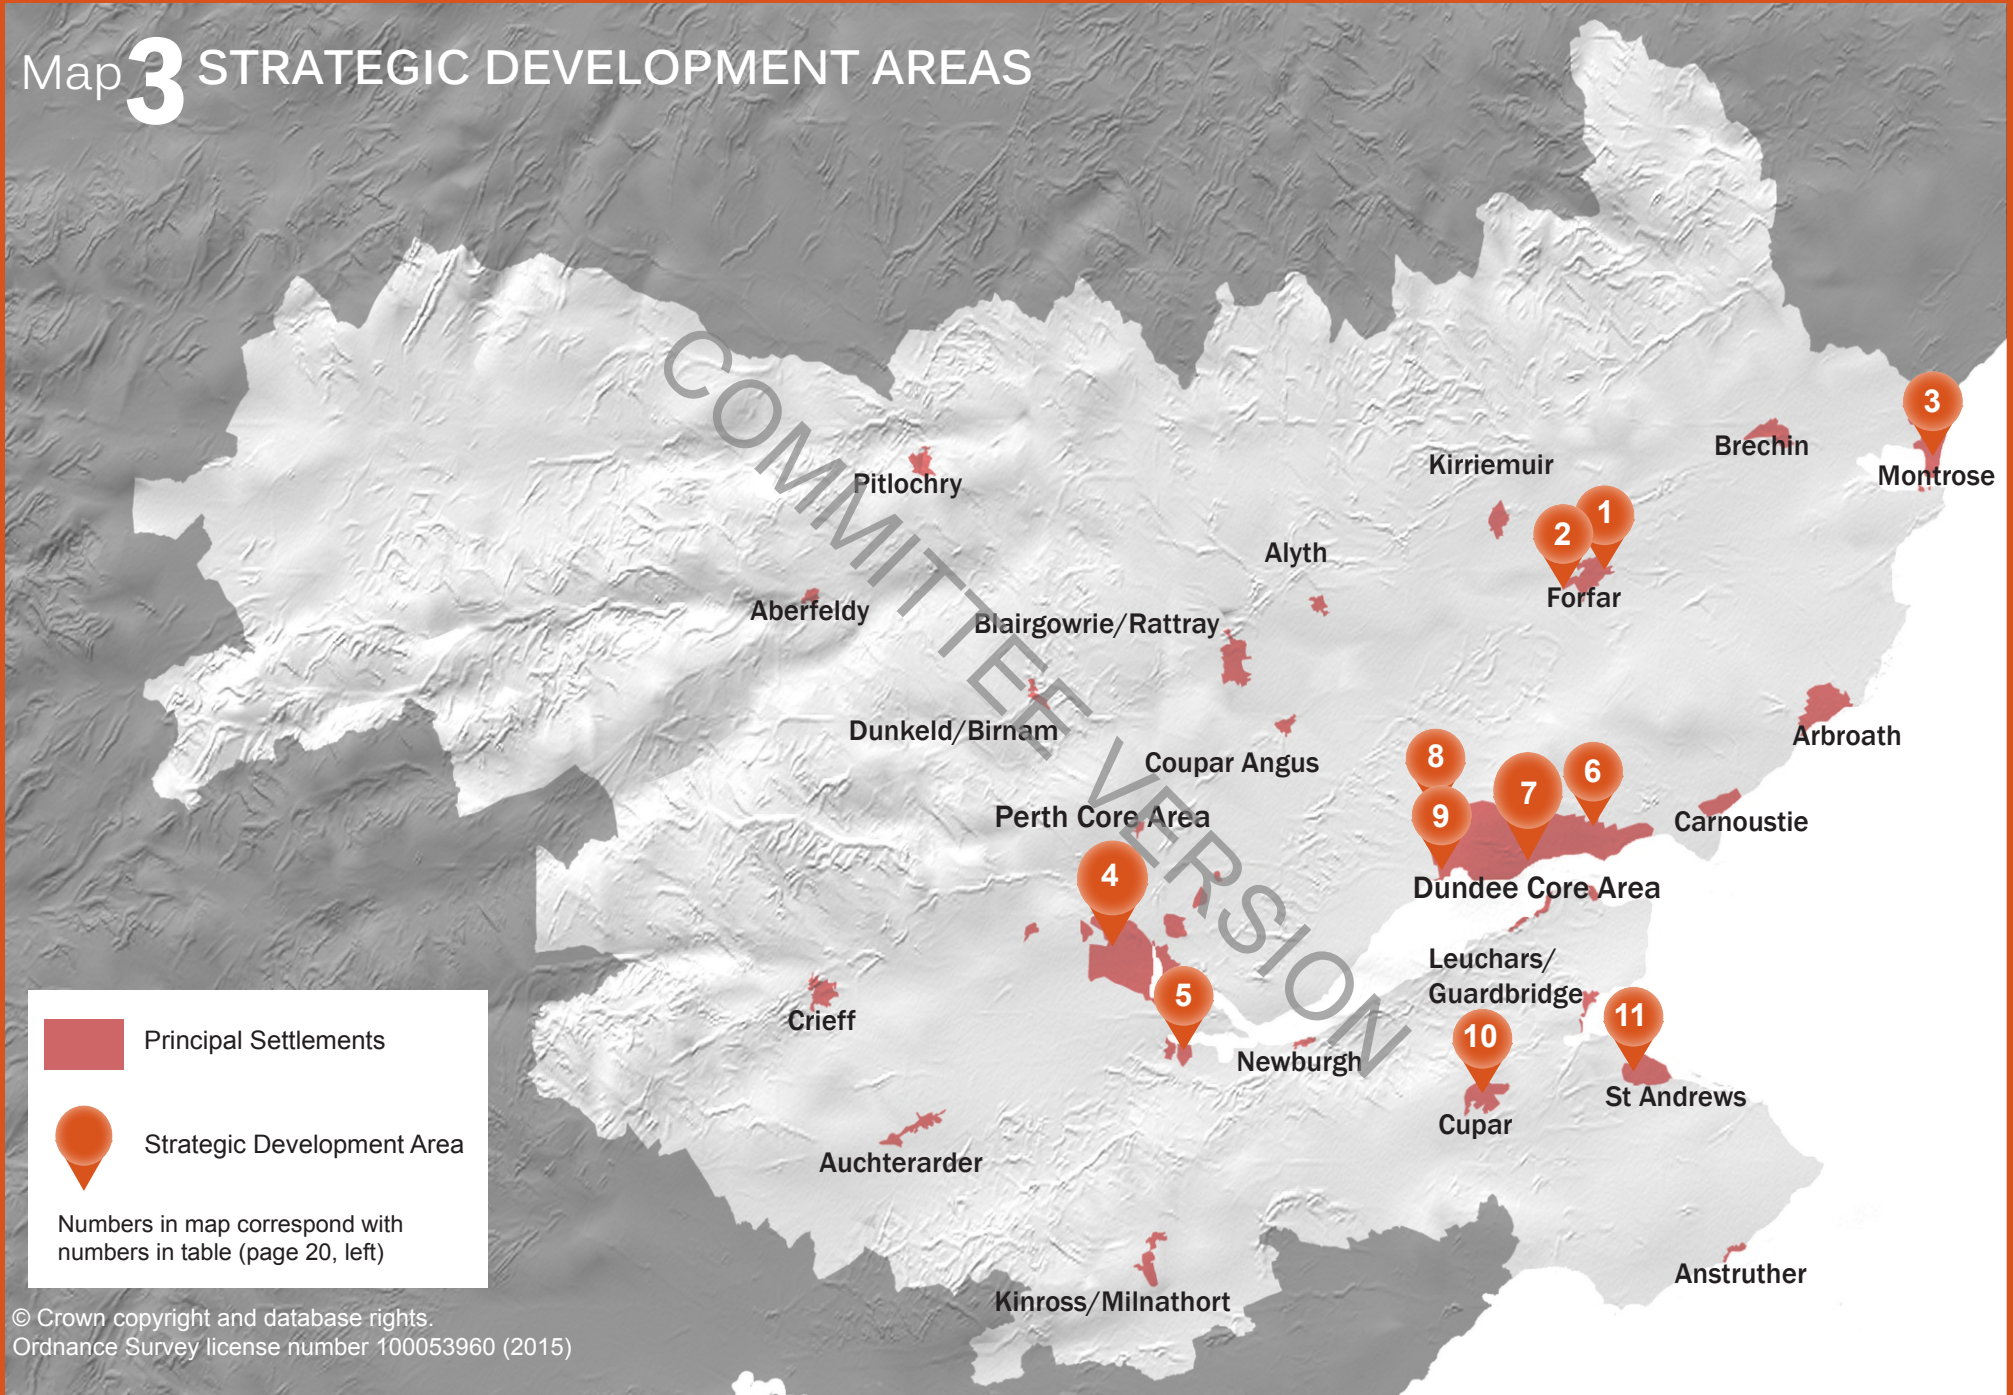 Map 3 STRATEGIC DEVELOPMENT AREAS
3
Brechin
Montrose
Kirriemuir
Pitlochry
1
2
Alyth
Forfar
Aberfeldy
Blairgowrie/Rattray
Dunkeld/Birnam
Arbroath
Coupar Angus
8
6
7
9
Perth Core Area
Carnoustie
4
Dundee Core Area
COMMITTEE VERSION
Leuchars/
Guardbridge
5
11
10
Crieff
Newburgh
St Andrews
Cupar
Auchterarder
Anstruther
Kinross/Milnathort
Principal Settlements
Strategic Development Area
Numbers in map correspond with
numbers in table (page 20, left)
© Crown copyright and database rights.
Ordnance Survey license number 100053960 (2015)